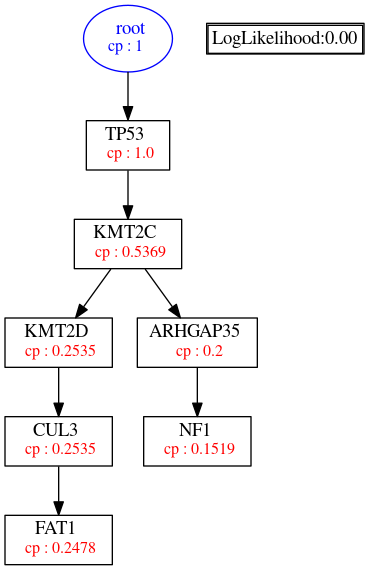 root
cp : 1
LogLikelihood:0.00
TP53
cp : 1.0
KMT2C
cp : 0.5369
KMT2D
cp : 0.2535
ARHGAP35
cp : 0.2
CUL3
cp : 0.2535
NF1
cp : 0.1519
FAT1
cp : 0.2478